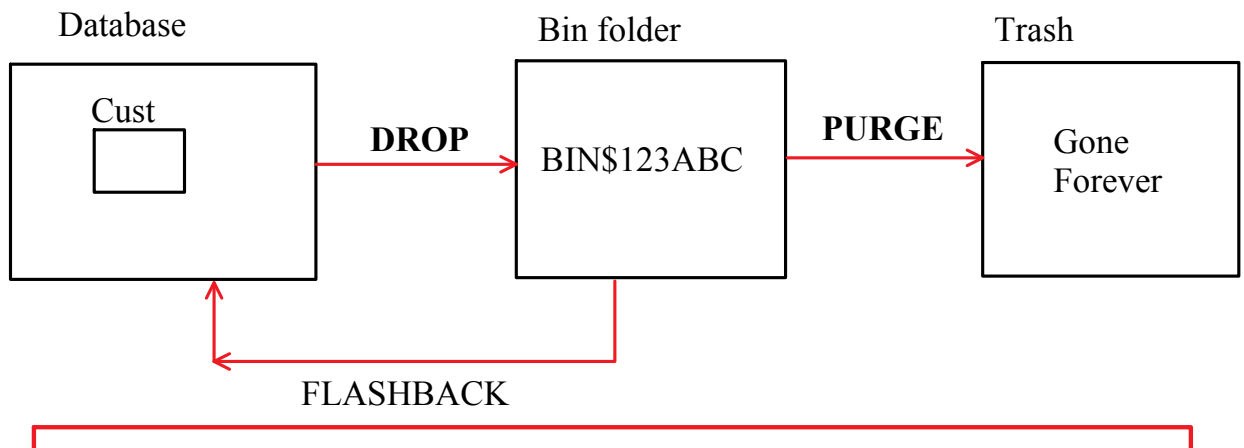 Database
Bin folder
Trash
Cust
DROP
PURGE
BIN$123ABC
Gone
Forever
FLASHBACK